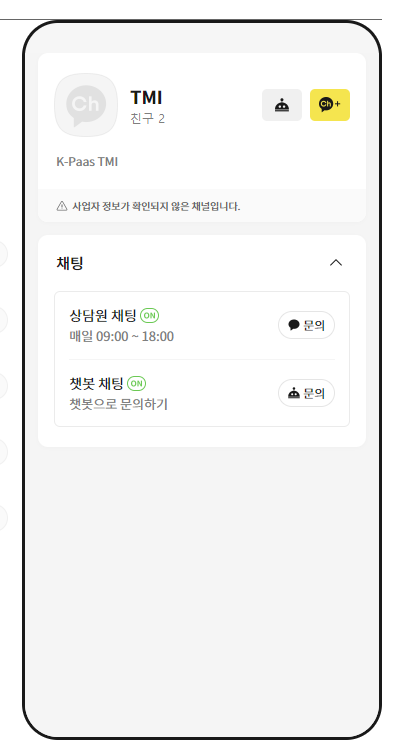 Ch
TMI
친구 2
Ch+
K-Paas TMI
사업자 정보가 확인되지 않은 채널입니다.
채팅
상담원 채팅 ON
매일 09:00 ~ 18:00
문의
챗봇 채팅 ON
챗봇으로 문의하기
문의